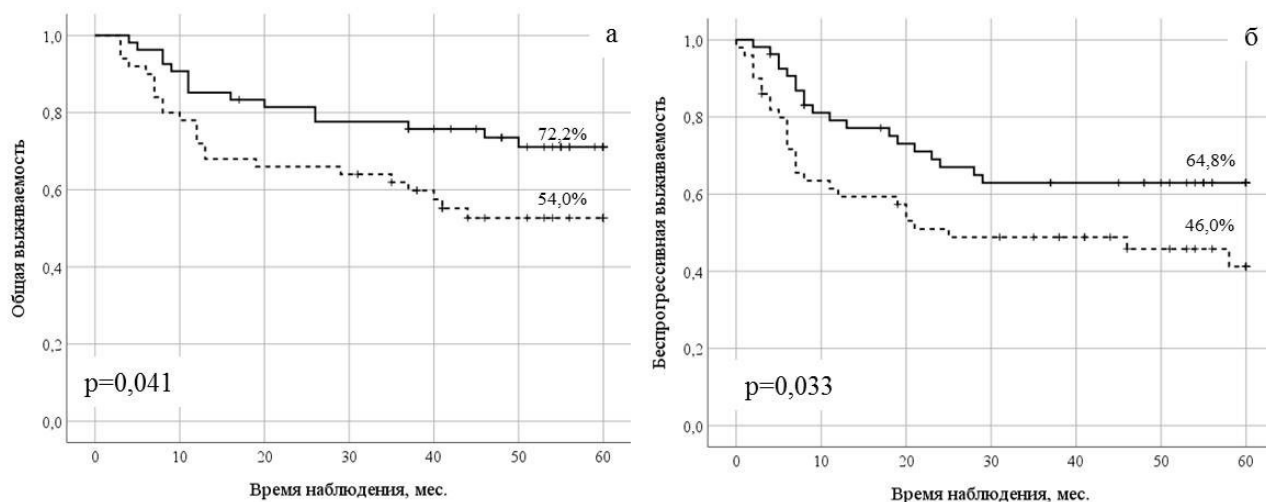 а
Общая выживаемость
1,0
0,8
0,6
0,4
0,2
0,0
72,2%
54,0%
p=0,041
0 10 20 30 40 50 60
Время наблюдения, мес.
б
Беспрогрессивная выживаемость
1,0
0,8
0,6
0,4
0,2
0,0
64,8%
46,0%
p=0,033
0 10 20 30 40 50 60
Время наблюдения, мес.